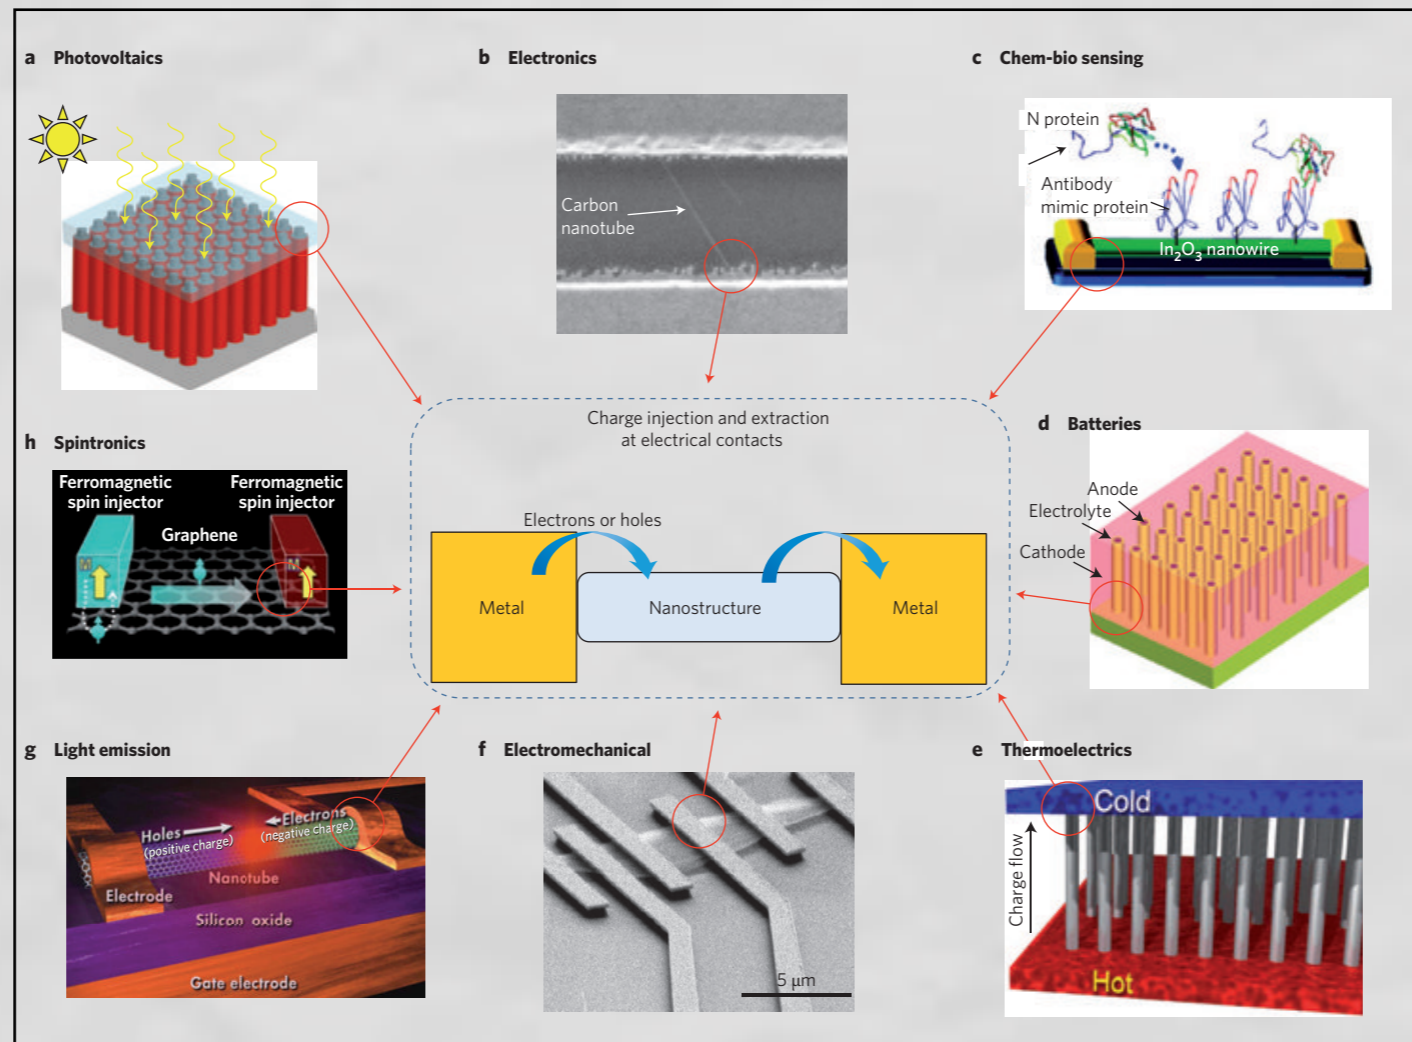 a Photovoltaics
b Electronics
Carbon
nanotube
c Chem-bio sensing
N protein
Antibody
mimic protein
In₂O₃ nanowire
Charge injection and extraction
at electrical contacts
Electrons or holes
Metal
Nanostructure
Metal
h Spintronics
Ferromagnetic
spin injector
Ferromagnetic
spin injector
Graphene
M
M
d Batteries
Anode
Electrolyte
Cathode
g Light emission
Holes
(positive charge)
Electrons
(negative charge)
Nanotube
Electrode
Silicon oxide
Gate electrode
f Electromechanical
5 μm
e Thermoelectrics
Cold
Charge flow
Hot